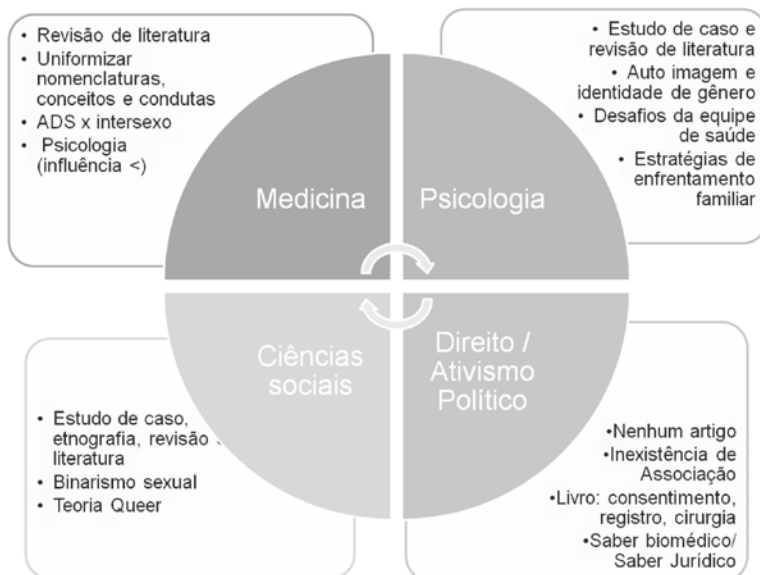 • Revisão de literatura
• Uniformizar
nomenclaturas,
conceitos e condutas
• ADS x intersexo
• Psicologia
(influência <)
• Estudo de caso e
revisão de literatura
• Auto imagem e
identidade de gênero
• Desafios da equipe
de saúde
• Estratégias de
enfrentamento
familiar
Medicina
Psicologia
Ciências
sociais
Direito /
Ativismo
Político
• Estudo de caso,
etnografia, revisão
literatura
• Binarismo sexual
• Teoria Queer
•Nenhum artigo
•Inexistência de
Associação
•Livro: consentimento,
registro, cirurgia
•Saber biomédico/
Saber Jurídico